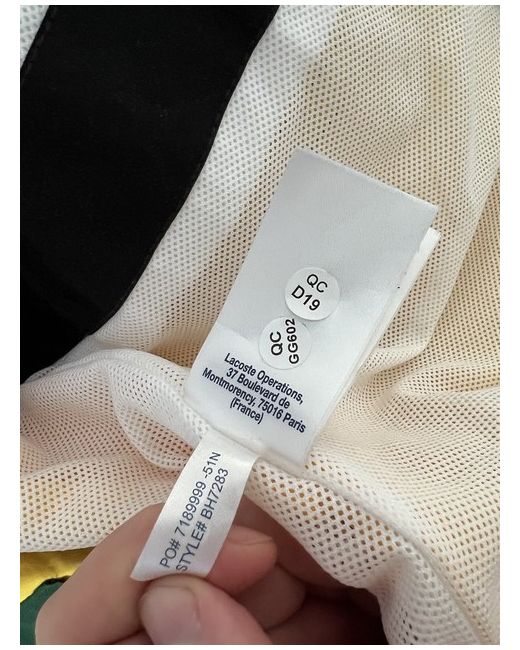 QC
D19
QC
GG602
Lacoste Operations,
37 Boulevard de
Montmorency, 75016 Paris
(France)
PO# 7189999 -51N
STYLE# BH7283